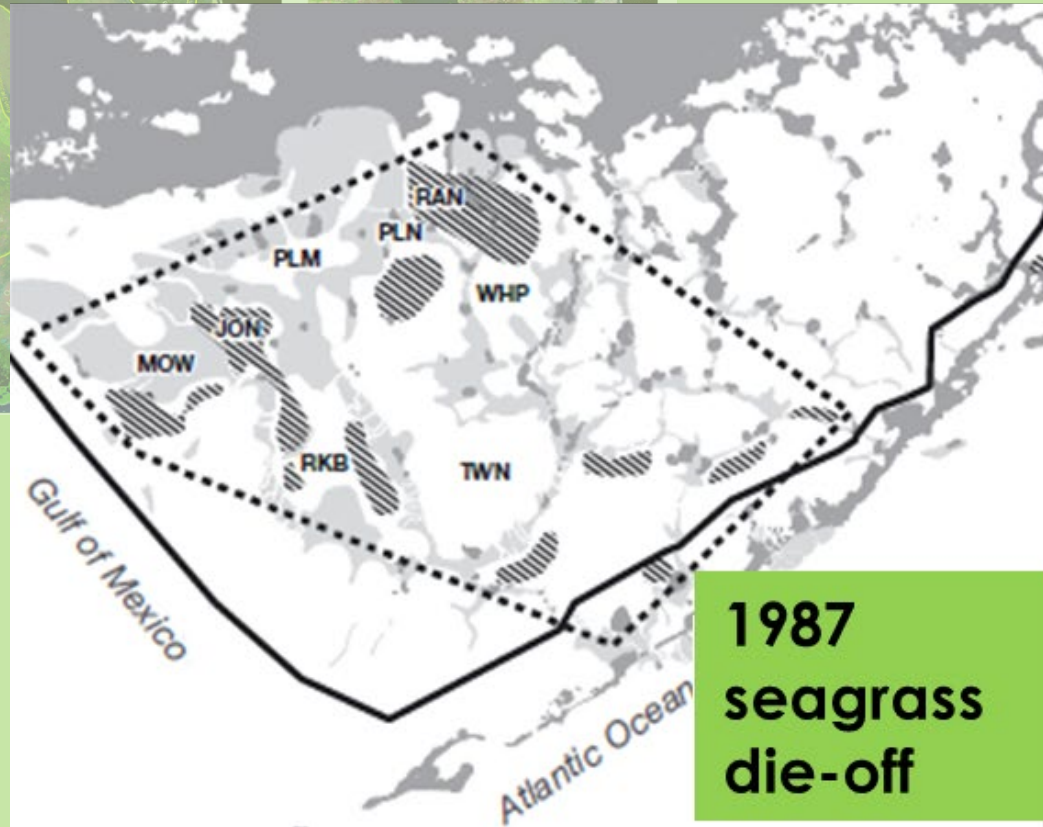 RAN
PLN
PLM
WHP
JON
MOW
RKB
TWN
Gulf of Mexico
Atlantic Ocean
1987
seagrass
die-off